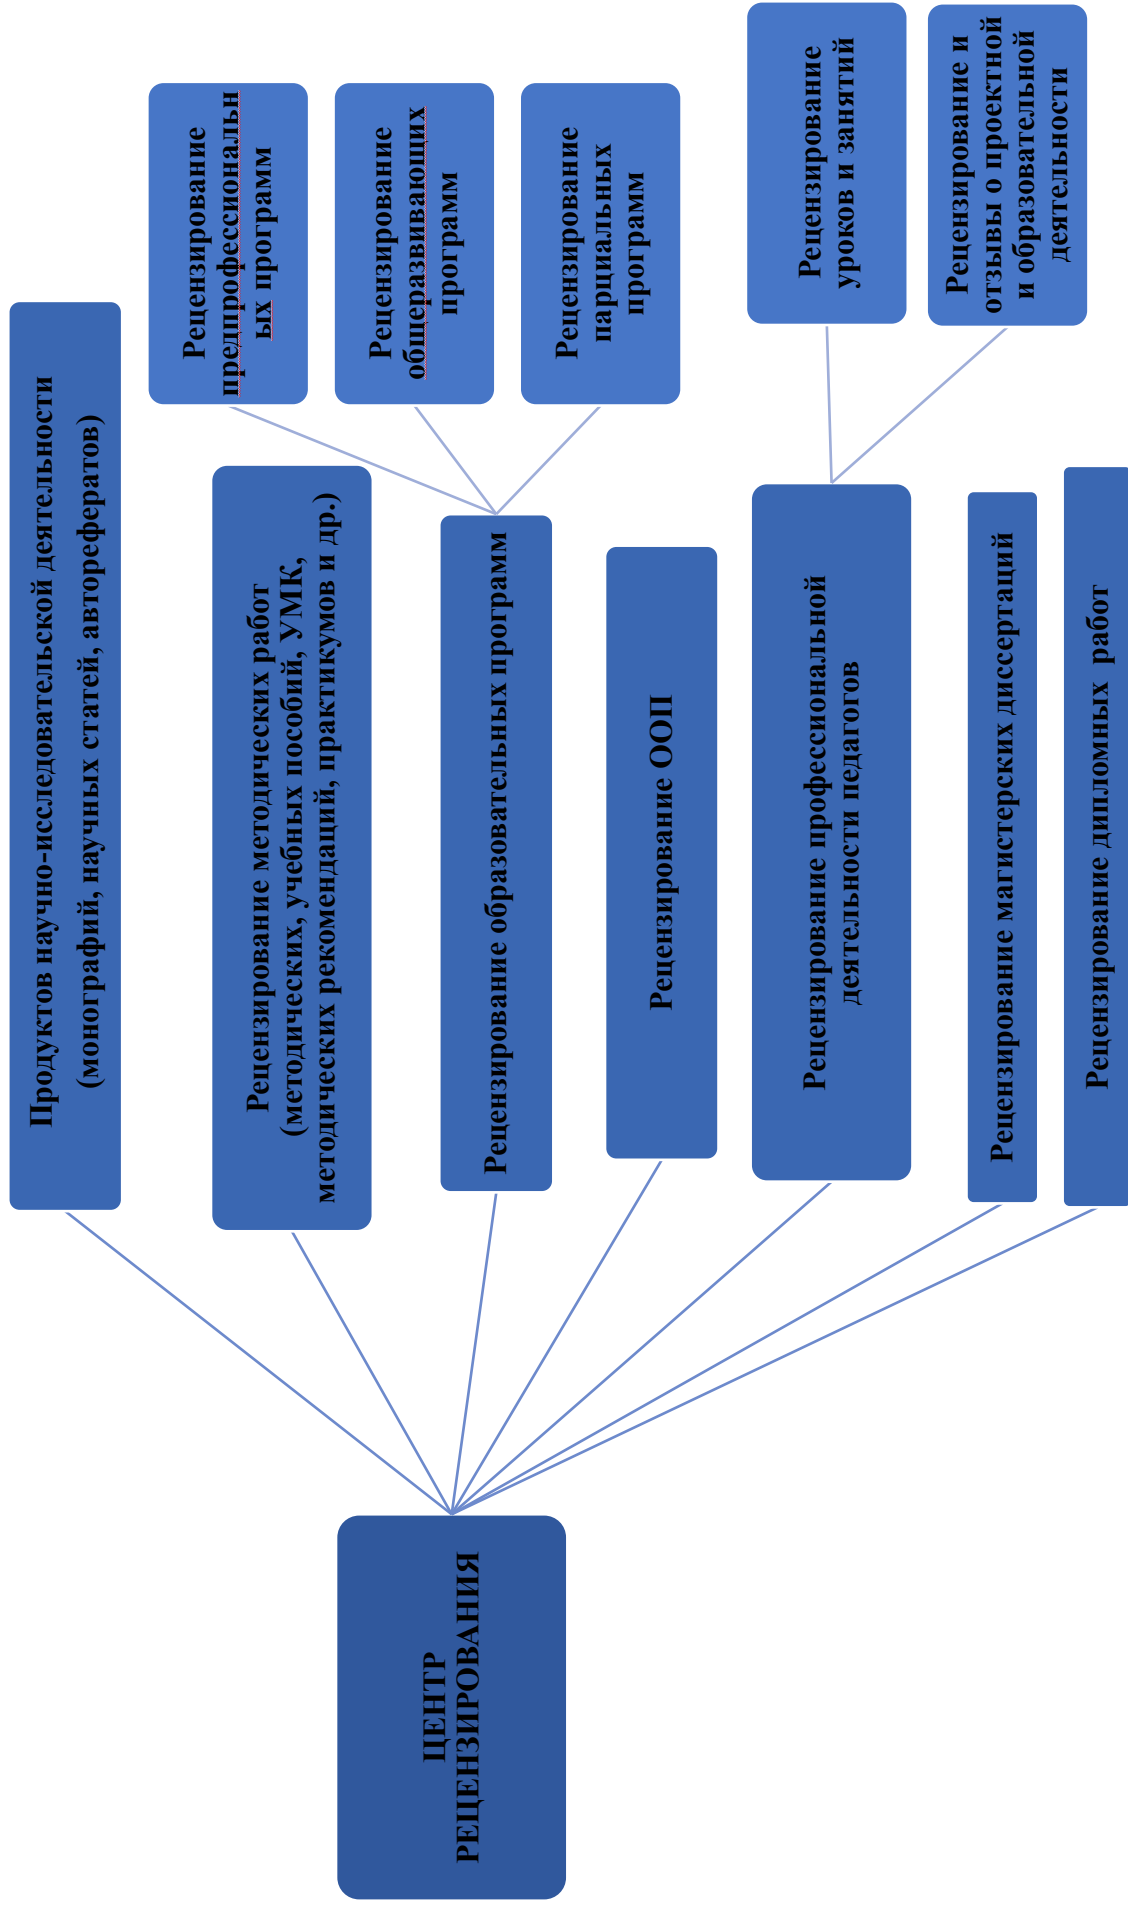 ЦЕНТР
РЕЦЕНЗИРОВАНИЯ
Продуктов научно-исследовательской деятельности
(монографий, научных статей, авторефератов)
Рецензирование методических работ
(методических, учебных пособий, УМК,
методических рекомендаций, практикумов и др.)
Рецензирование образовательных программ
Рецензирование предпрофессиональн
ых программ
Рецензирование
общеразвивающих
программ
Рецензирование
парциальных
программ
Рецензирование ООП
Рецензирование профессиональной
деятельности педагогов
Рецензирование
уроков и занятий
Рецензирование и
отзывы о проектной
и образовательной
деятельности
Рецензирование магистерских диссертаций
Рецензирование дипломных работ